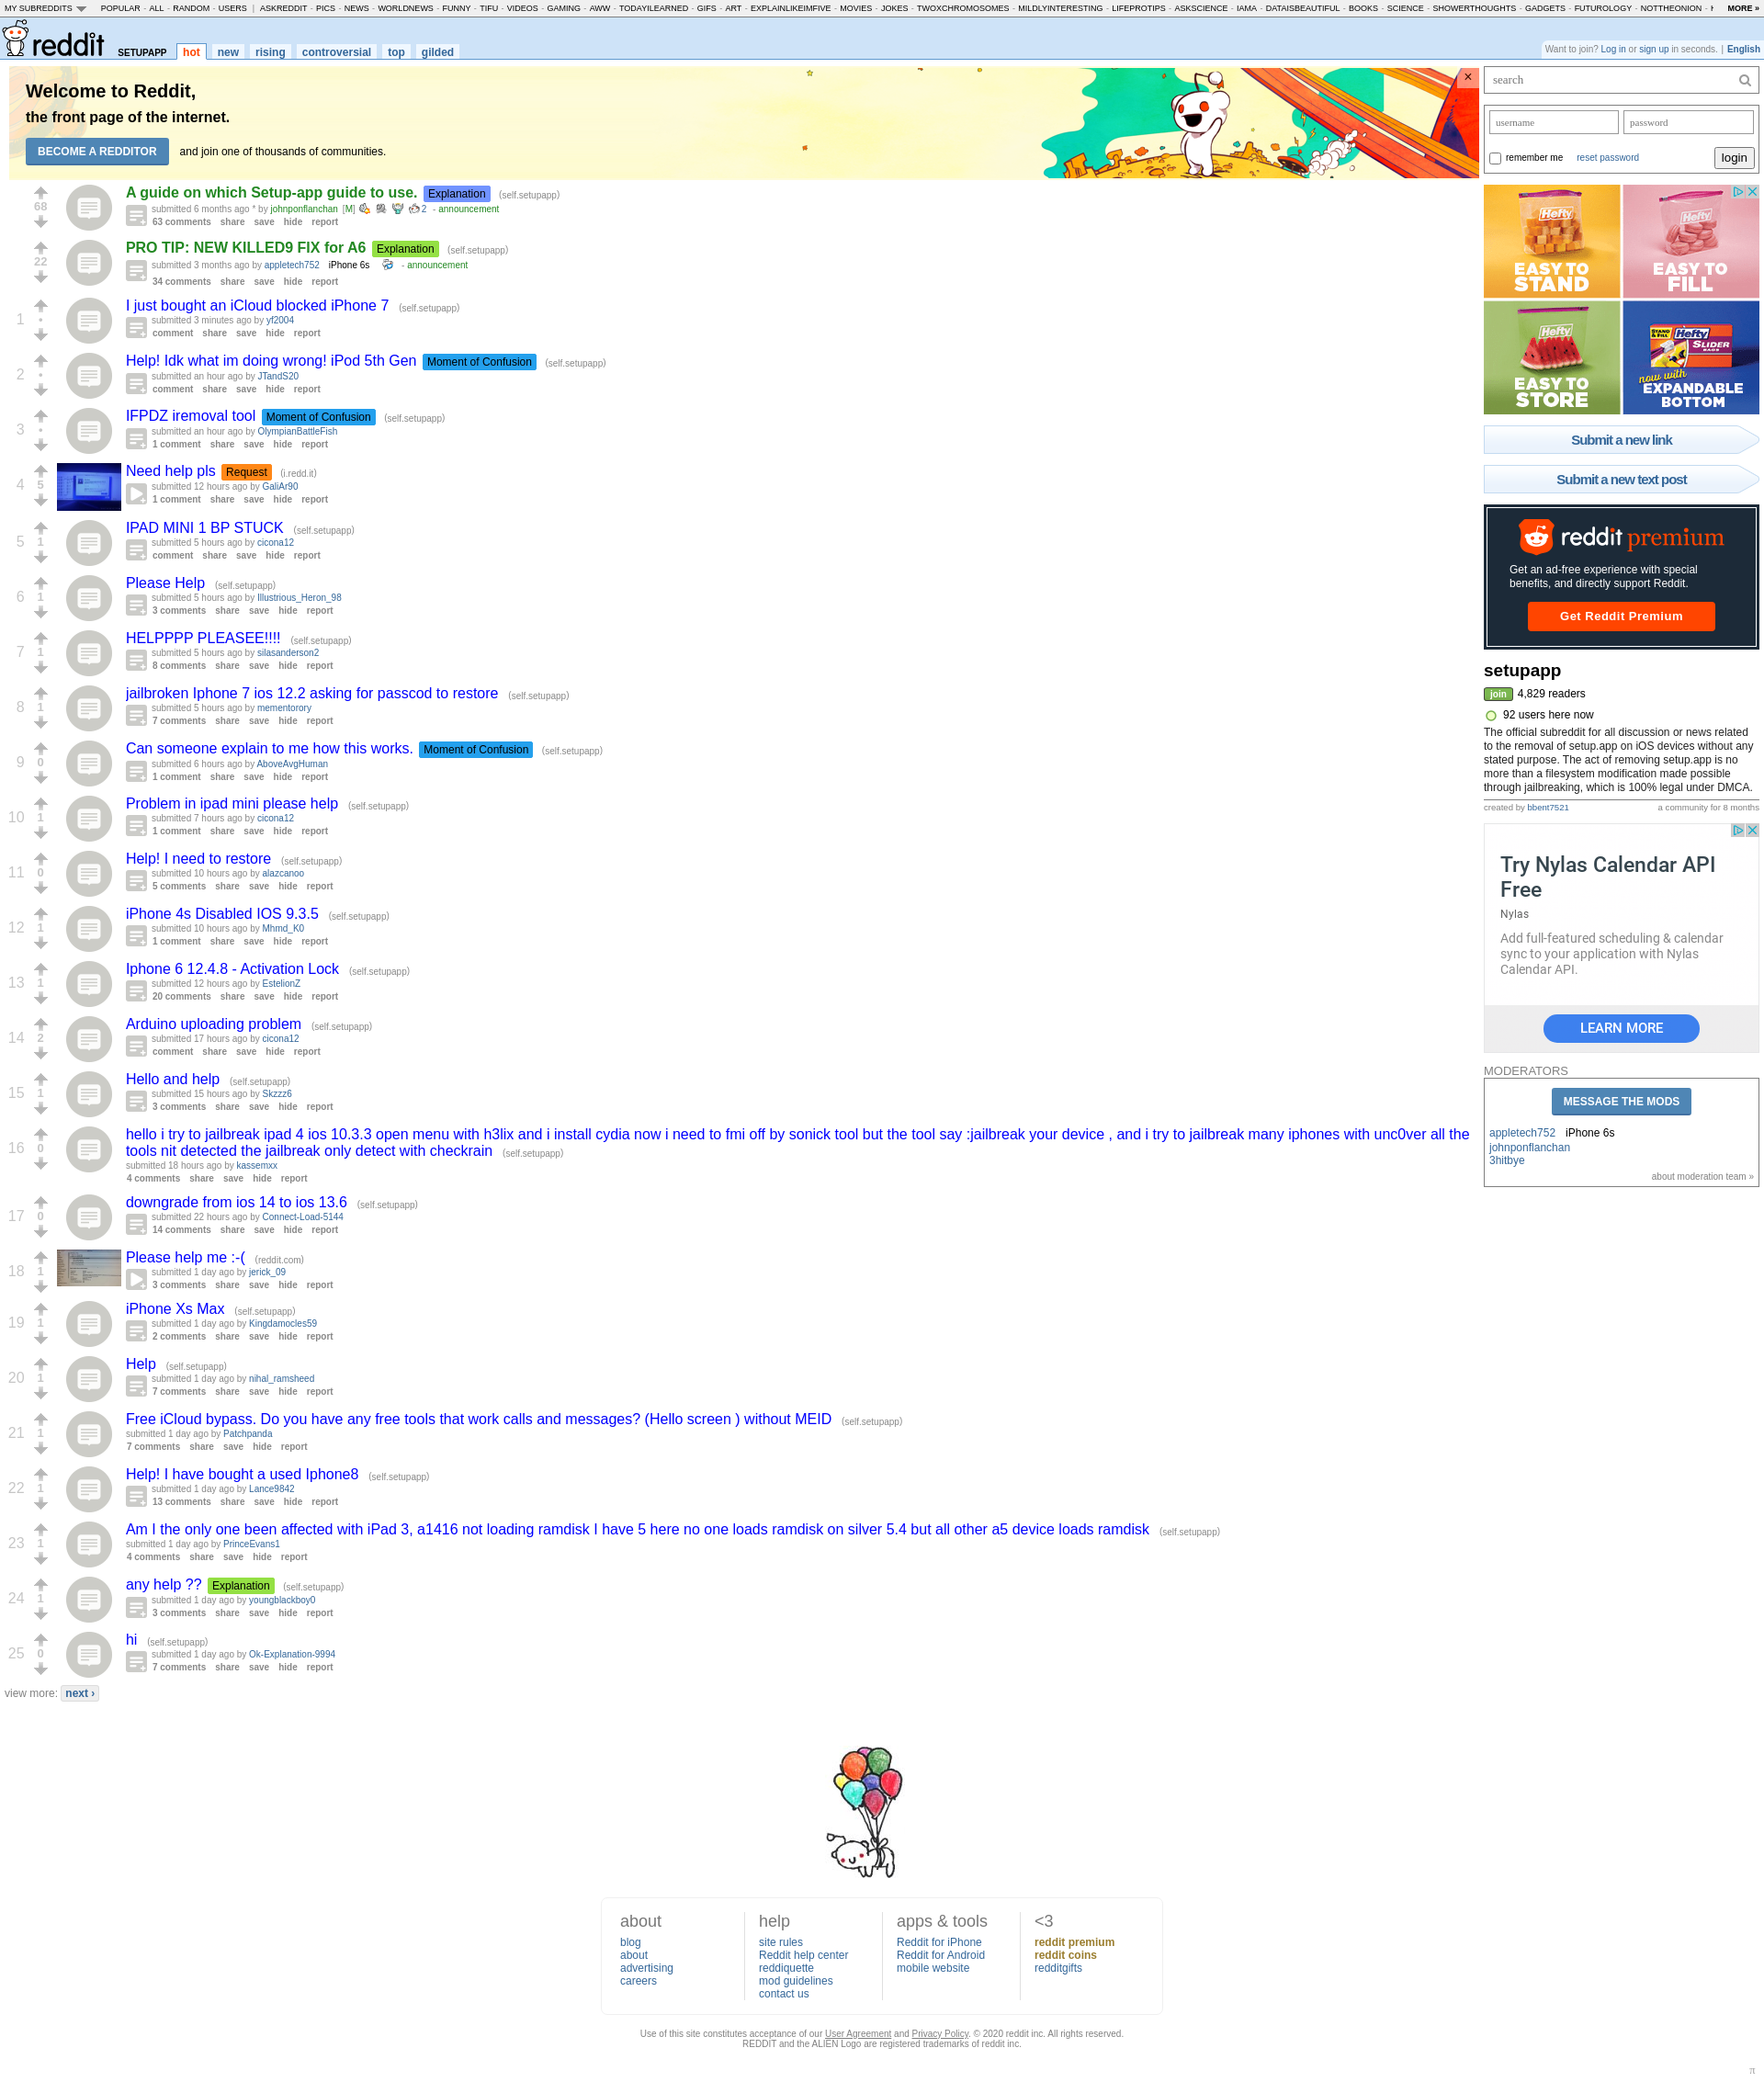 MY SUBREDDITS POPULAR - ALL - RANDOM - USERS | ASKREDDIT - PICS - NEWS - WORLDNEWS - FUNNY - TIFU - VIDEOS - GAMING - AWW - TODAYILEARNED - GIFS - ART - EXPLAINLIKEIMFIVE - MOVIES - JOKES - TWOXCHROMOSOMES - MILDLYINTERESTING - LIFEPROTIPS - ASKSCIENCE - IAMA - DATAISBEAUTIFUL - BOOKS - SCIENCE - SHOWERTHOUGHTS - GADGETS - FUTUROLOGY - NOTTHEONION - MORE »
reddit SETUPAPP hot new rising controversial top gilded
Want to join? Log in or sign up in seconds. | English
Welcome to Reddit,
the front page of the internet.
BECOME A REDDITOR and join one of thousands of communities.
68
A guide on which Setup-app guide to use. Explanation (self.setupapp)
submitted 6 months ago * by johnponflanchan [M] 2 - announcement
63 comments share save hide report
22
PRO TIP: NEW KILLED9 FIX for A6 Explanation (self.setupapp)
submitted 3 months ago by appletech752 iPhone 6s - announcement
34 comments share save hide report
1 •
I just bought an iCloud blocked iPhone 7 (self.setupapp)
submitted 3 minutes ago by yf2004
comment share save hide report
2 •
Help! Idk what im doing wrong! iPod 5th Gen Moment of Confusion (self.setupapp)
submitted an hour ago by JTandS20
comment share save hide report
3 •
IFPDZ iremoval tool Moment of Confusion (self.setupapp)
submitted an hour ago by OlympianBattleFish
1 comment share save hide report
4 5
Need help pls Request (i.redd.it)
submitted 12 hours ago by GaliAr90
1 comment share save hide report
5 1
IPAD MINI 1 BP STUCK (self.setupapp)
submitted 5 hours ago by cicona12
comment share save hide report
6 1
Please Help (self.setupapp)
submitted 5 hours ago by Illustrious_Heron_98
3 comments share save hide report
7 1
HELPPPP PLEASEE!!!! (self.setupapp)
submitted 5 hours ago by silasanderson2
8 comments share save hide report
8 1
jailbroken Iphone 7 ios 12.2 asking for passcod to restore (self.setupapp)
submitted 5 hours ago by mementorory
7 comments share save hide report
9 0
Can someone explain to me how this works. Moment of Confusion (self.setupapp)
submitted 6 hours ago by AboveAvgHuman
1 comment share save hide report
10 1
Problem in ipad mini please help (self.setupapp)
submitted 7 hours ago by cicona12
1 comment share save hide report
11 0
Help! I need to restore (self.setupapp)
submitted 10 hours ago by alazcanoo
5 comments share save hide report
12 1
iPhone 4s Disabled IOS 9.3.5 (self.setupapp)
submitted 10 hours ago by Mhmd_K0
1 comment share save hide report
13 1
Iphone 6 12.4.8 - Activation Lock (self.setupapp)
submitted 12 hours ago by EstelionZ
20 comments share save hide report
14 2
Arduino uploading problem (self.setupapp)
submitted 17 hours ago by cicona12
comment share save hide report
15 1
Hello and help (self.setupapp)
submitted 15 hours ago by Skzzz6
3 comments share save hide report
16 0
hello i try to jailbreak ipad 4 ios 10.3.3 open menu with h3lix and i install cydia now i need to fmi off by sonick tool but the tool say :jailbreak your device , and i try to jailbreak many iphones with unc0ver all the
tools nit detected the jailbreak only detect with checkrain (self.setupapp)
submitted 18 hours ago by kassemxx
4 comments share save hide report
17 0
downgrade from ios 14 to ios 13.6 (self.setupapp)
submitted 22 hours ago by Connect-Load-5144
14 comments share save hide report
18 1
Please help me :-( (reddit.com)
submitted 1 day ago by jerick_09
3 comments share save hide report
19 1
iPhone Xs Max (self.setupapp)
submitted 1 day ago by Kingdamocles59
2 comments share save hide report
20 1
Help (self.setupapp)
submitted 1 day ago by nihal_ramsheed
7 comments share save hide report
21 1
Free iCloud bypass. Do you have any free tools that work calls and messages? (Hello screen ) without MEID (self.setupapp)
submitted 1 day ago by Patchpanda
7 comments share save hide report
22 1
Help! I have bought a used Iphone8 (self.setupapp)
submitted 1 day ago by Lance9842
13 comments share save hide report
23 1
Am I the only one been affected with iPad 3, a1416 not loading ramdisk I have 5 here no one loads ramdisk on silver 5.4 but all other a5 device loads ramdisk (self.setupapp)
submitted 1 day ago by PrinceEvans1
4 comments share save hide report
24 1
any help ?? Explanation (self.setupapp)
submitted 1 day ago by youngblackboy0
3 comments share save hide report
25 0
hi (self.setupapp)
submitted 1 day ago by Ok-Explanation-9994
7 comments share save hide report
view more: next ›
search
username password
remember me reset password login
Hefty EASY TO STAND
Hefty EASY TO FILL
Hefty EASY TO STORE
STAND & FILL Hefty SLIDER BAGS now with EXPANDABLE BOTTOM
Submit a new link
Submit a new text post
reddit premium
Get an ad-free experience with special
benefits, and directly support Reddit.
Get Reddit Premium
setupapp
join 4,829 readers
92 users here now
The official subreddit for all discussion or news related
to the removal of setup.app on iOS devices without any
stated purpose. The act of removing setup.app is no
more than a filesystem modification made possible
through jailbreaking, which is 100% legal under DMCA.
created by bbent7521 a community for 8 months
Try Nylas Calendar API
Free
Nylas
Add full-featured scheduling & calendar
sync to your application with Nylas
Calendar API.
LEARN MORE
MODERATORS
MESSAGE THE MODS
appletech752 iPhone 6s
johnponflanchan
3hitbye
about moderation team »
about
blog
about
advertising
careers
help
site rules
Reddit help center
reddiquette
mod guidelines
contact us
apps & tools
Reddit for iPhone
Reddit for Android
mobile website
<3
reddit premium
reddit coins
redditgifts
Use of this site constitutes acceptance of our User Agreement and Privacy Policy. © 2020 reddit inc. All rights reserved.
REDDIT and the ALIEN Logo are registered trademarks of reddit inc.
π